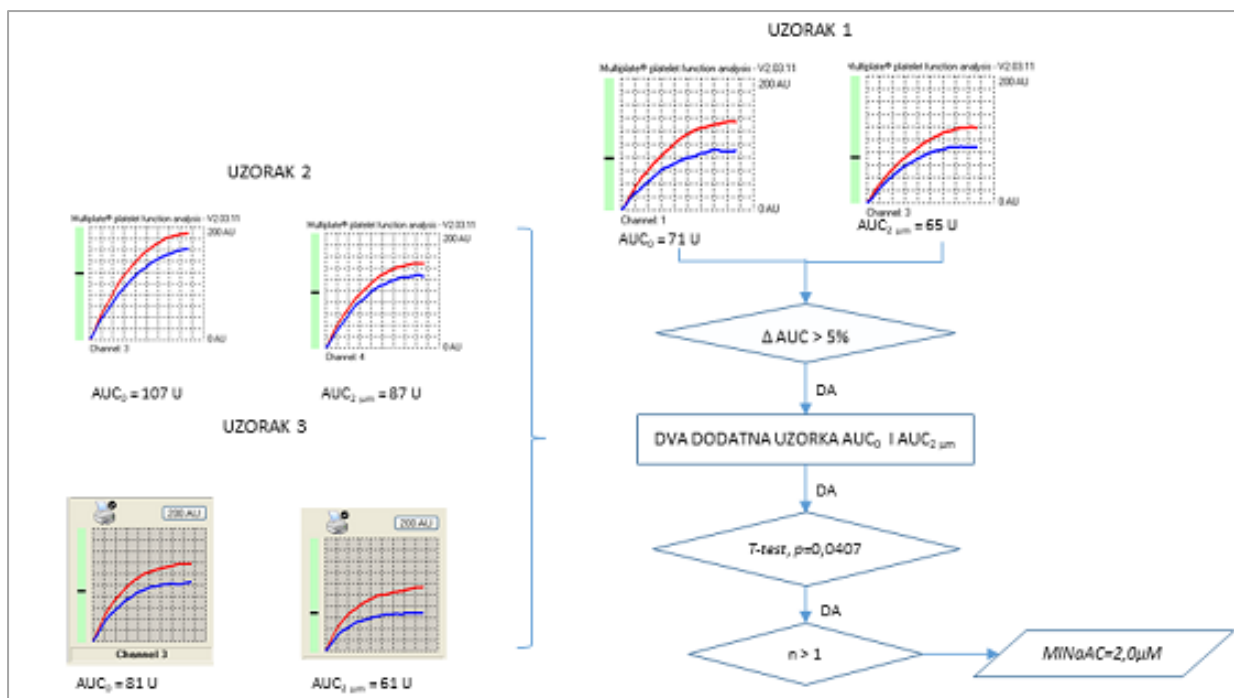 UZORAK 1
Multiplate® platelet function analysis - V2.03.11
200 AU
0 AU
Channel: 1
AUC₀ = 71 U
Multiplate® platelet function analysis - V2.03.11
200 AU
0 AU
Channel: 3
AUC₂ µm = 65 U
UZORAK 2
Multiplate® platelet function analysis - V2.03.11
200 AU
0 AU
Channel: 3
AUC₀ = 107 U
Multiplate® platelet function analysis - V2.03.11
200 AU
0 AU
Channel: 4
AUC₂ µm = 87 U
UZORAK 3
200 AU
Channel 3
AUC₀ = 81 U
200 AU
AUC₂ µm = 61 U
Δ AUC > 5%
DA
DVA DODATNA UZORKA AUC₀ I AUC₂ µm
DA
T-test, p=0,0407
DA
n > 1
MINaAC=2,0µM